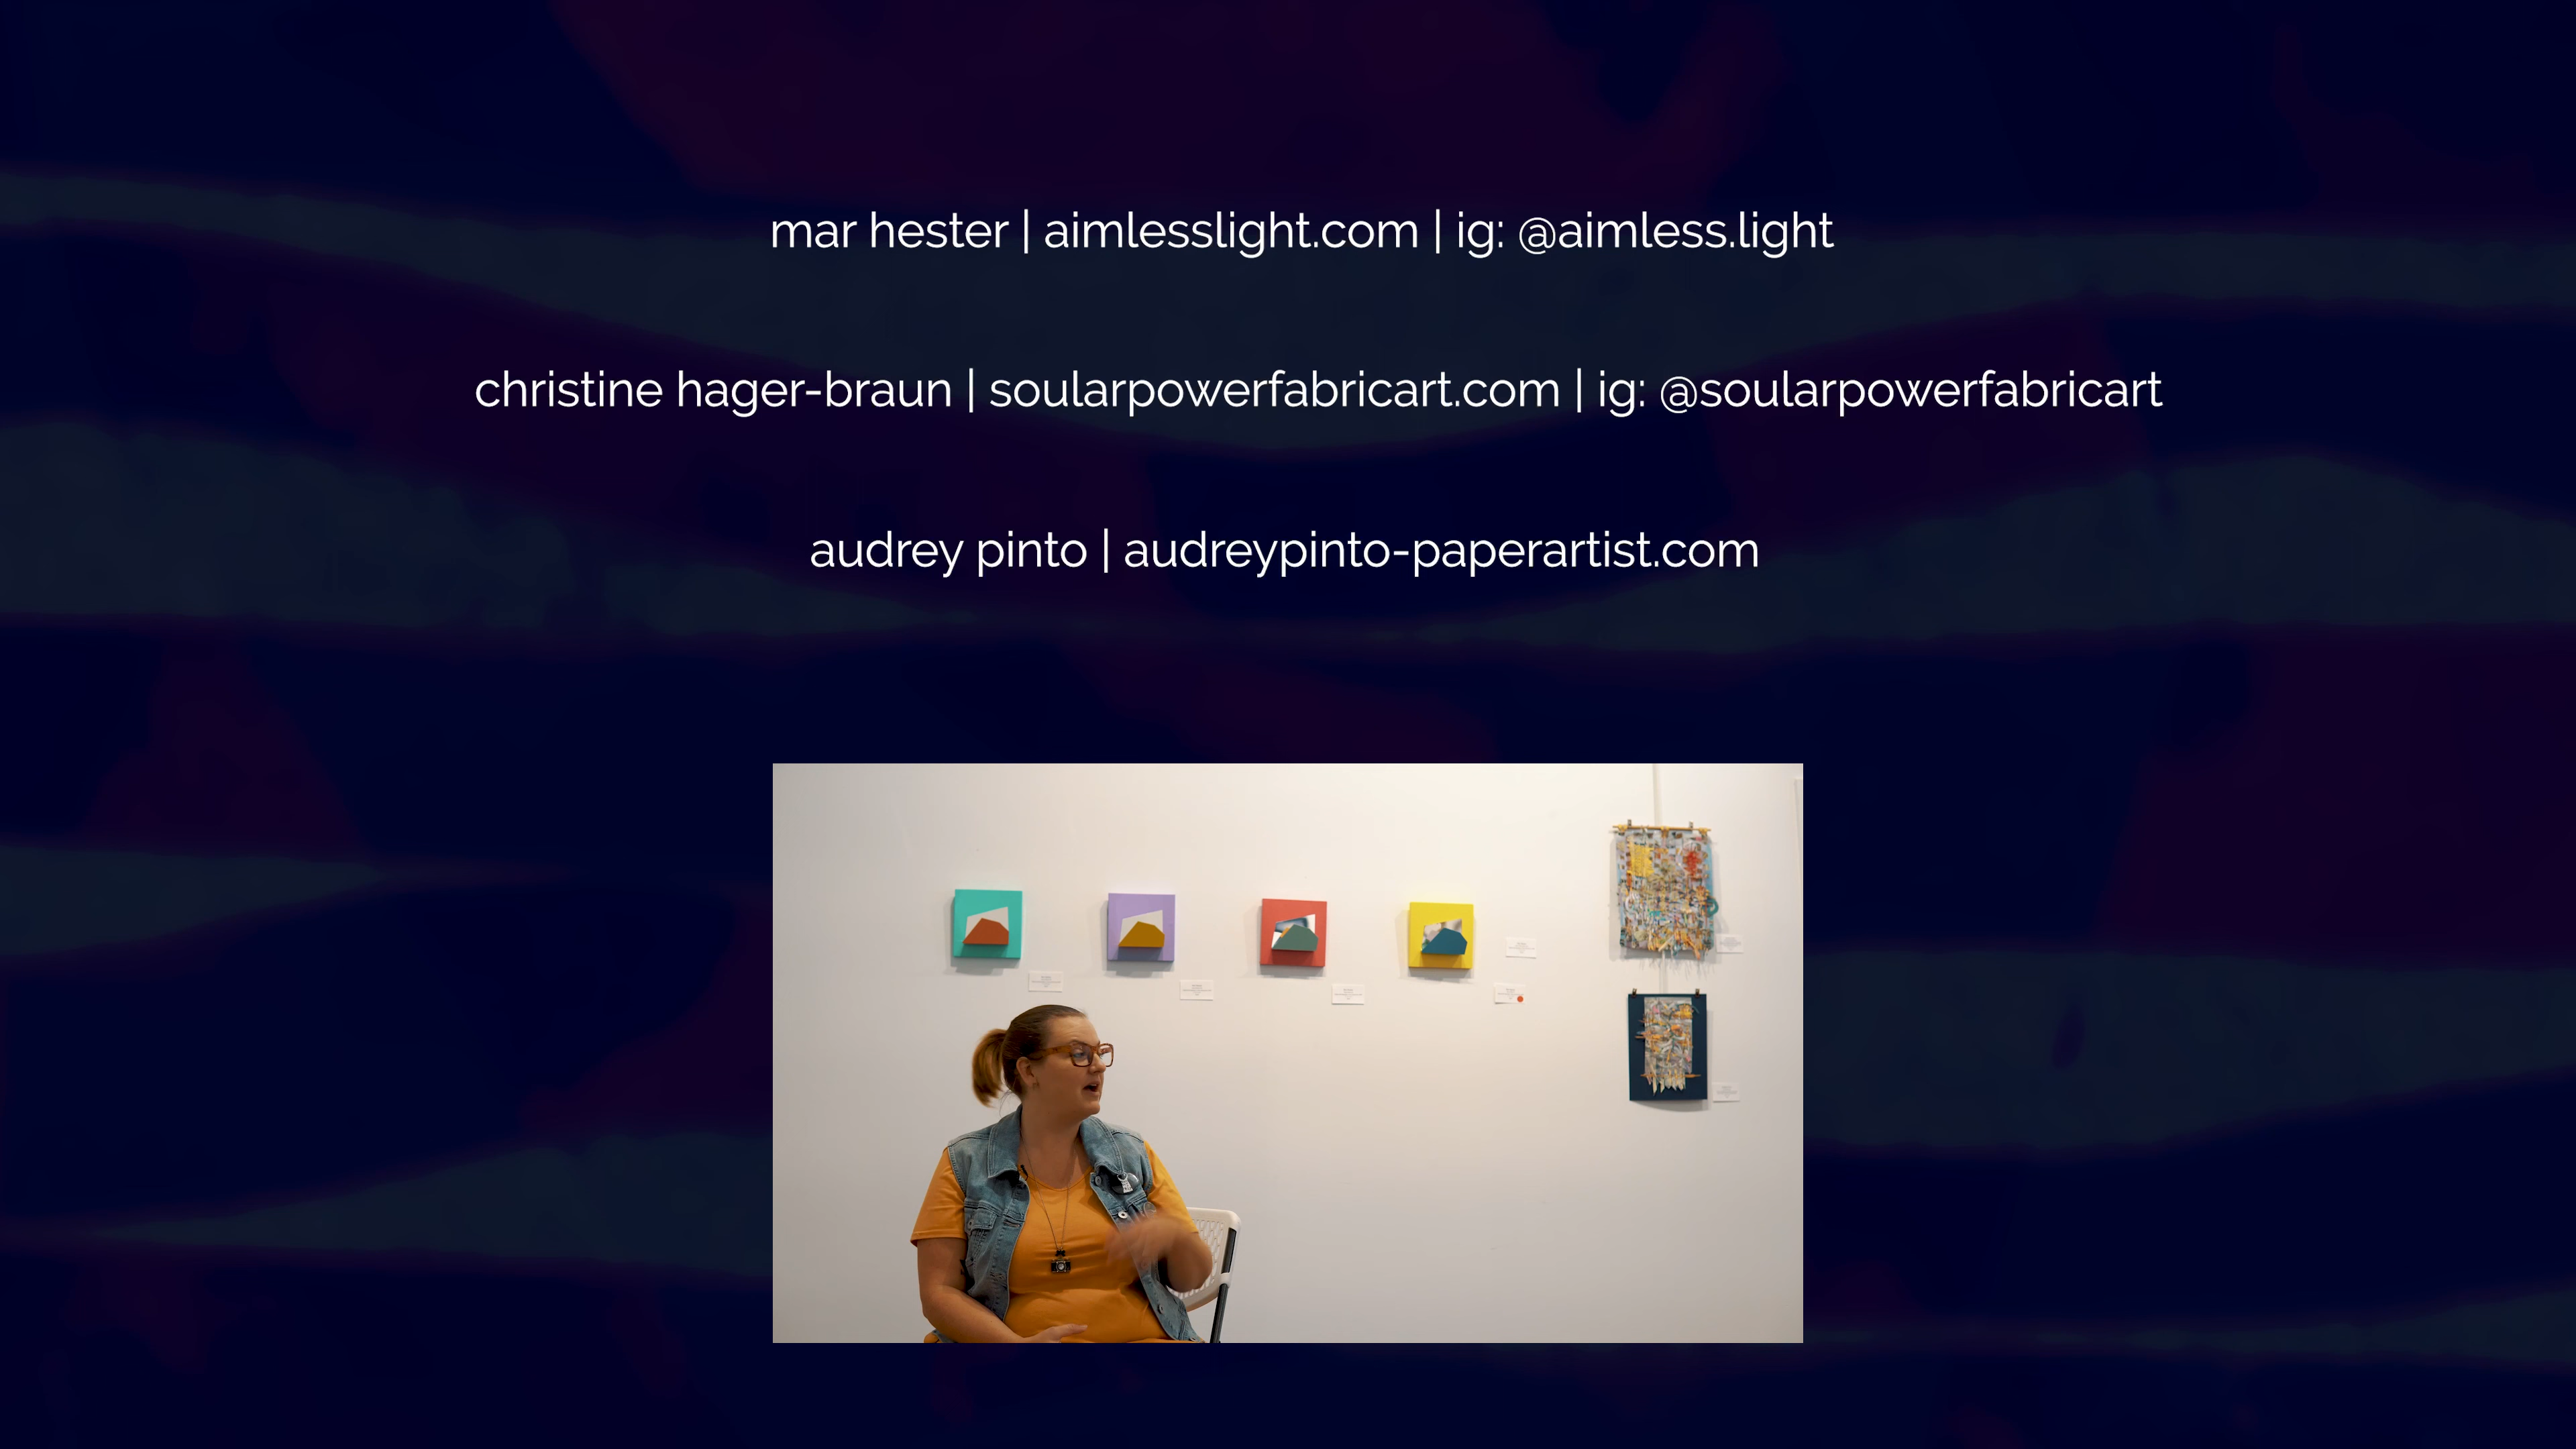 mar hester | aimlesslight.com | ig: @aimless.light
christine hager-braun | soularpowerfabricart.com | ig: @soularpowerfabricart
audrey pinto | audreypinto-paperartist.com